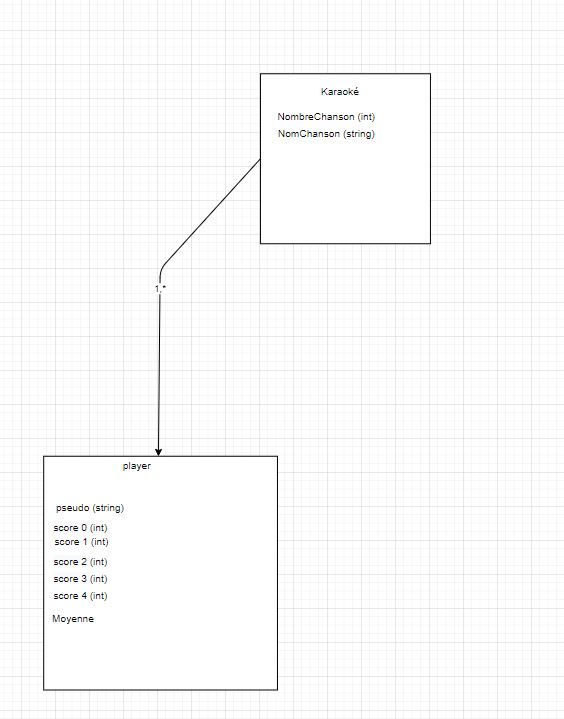 Karaoké
NombreChanson (int)
NomChanson (string)
1.*
player
pseudo (string)
score 0 (int)
score 1 (int)
score 2 (int)
score 3 (int)
score 4 (int)
Moyenne